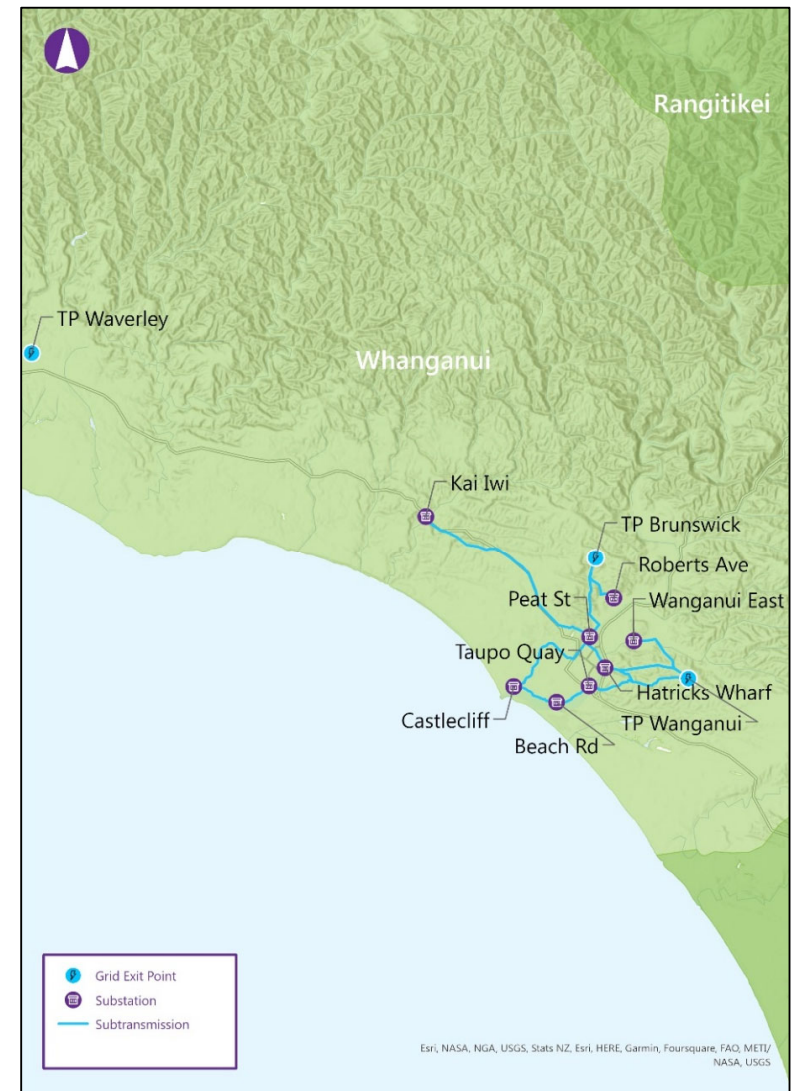 Rangitikei
TP Waverley
Whanganui
Kai Iwi
TP Brunswick
Roberts Ave
Peat St
Wanganui East
Taupo Quay
Hatricks Wharf
Castlecliff
TP Wanganui
Beach Rd
Grid Exit Point
Substation
Subtransmission
Esri, NASA, NGA, USGS, Stats NZ, Esri, HERE, Garmin, Foursquare, FAO, METI/
NASA, USGS